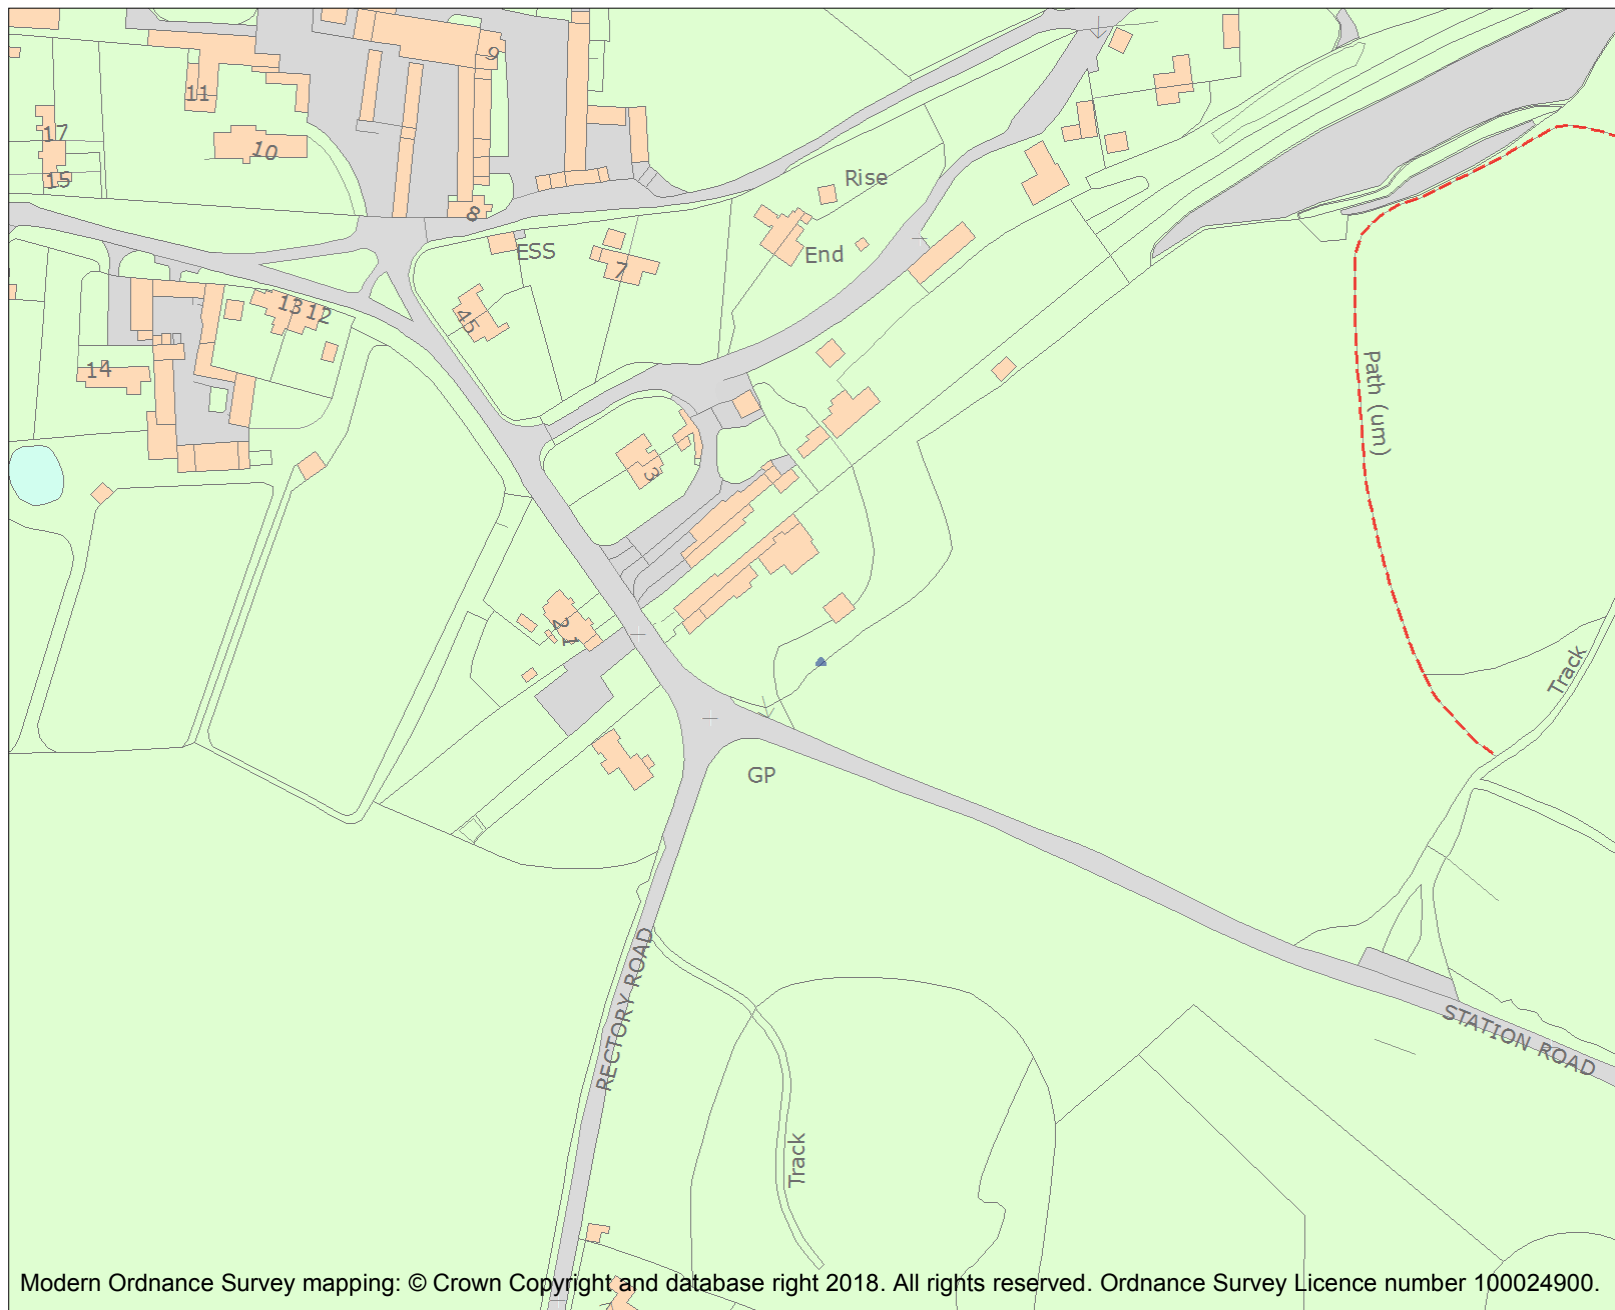 9
11
17
10
15
Rise
8
End
ESS
7
13 12
45
14
Path (um)
3
2
1
Track
GP
RECTORY ROAD
STATION ROAD
Track
Modern Ordnance Survey mapping: © Crown Copyright and database right 2018. All rights reserved. Ordnance Survey Licence number 100024900.